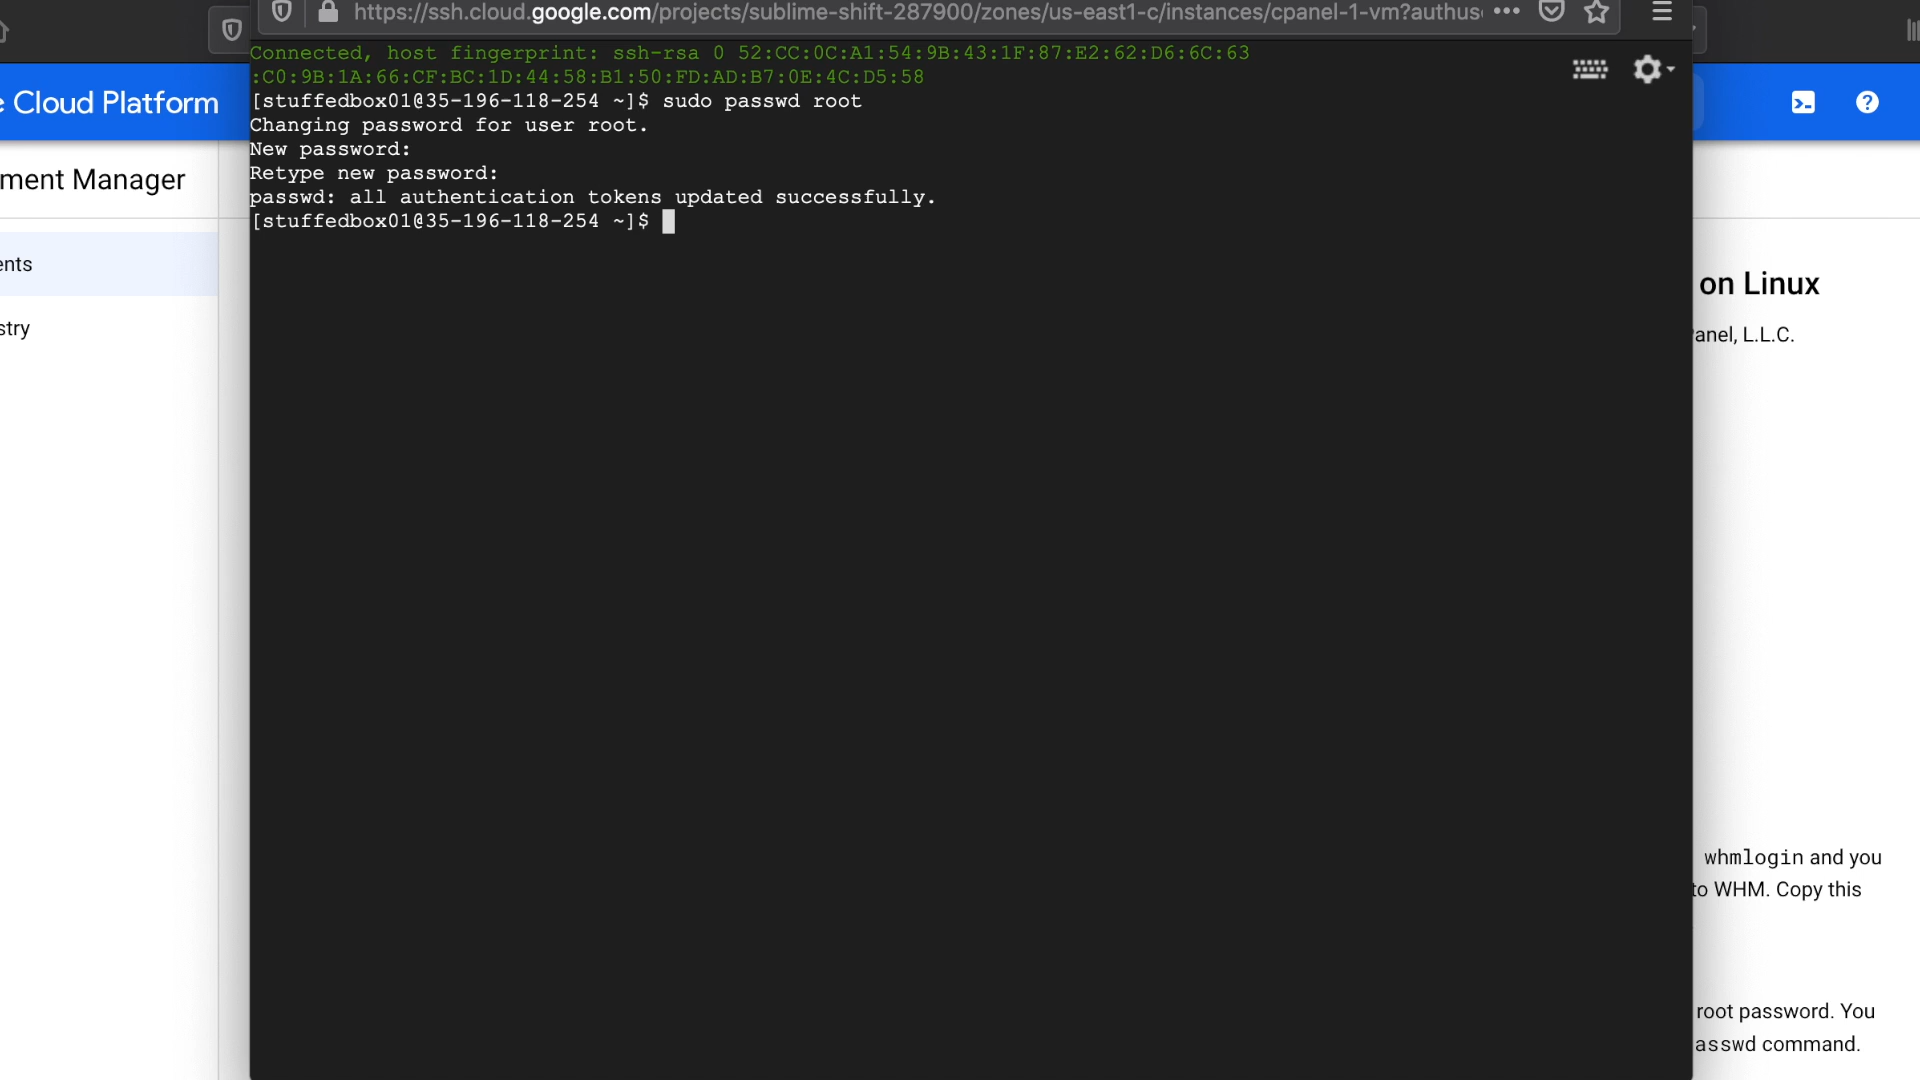 https://ssh.cloud.google.com/projects/sublime-shift-287900/zones/us-east1-c/instances/cpanel-1-vm?authus
Connected, host fingerprint: ssh-rsa 0 52:CC:0C:A1:54:9B:43:1F:87:E2:62:D6:6C:63
:C0:9B:1A:66:CF:BC:1D:44:58:B1:50:FD:AD:B7:0E:4C:D5:58
[stuffedbox01@35-196-118-254 ~]$ sudo passwd root
Changing password for user root.
New password:
Retype new password:
passwd: all authentication tokens updated successfully.
[stuffedbox01@35-196-118-254 ~]$
Cloud Platform
ment Manager
ents
stry
on Linux
anel, L.L.C.
whmlogin and you
to WHM. Copy this
root password. You
asswd command.